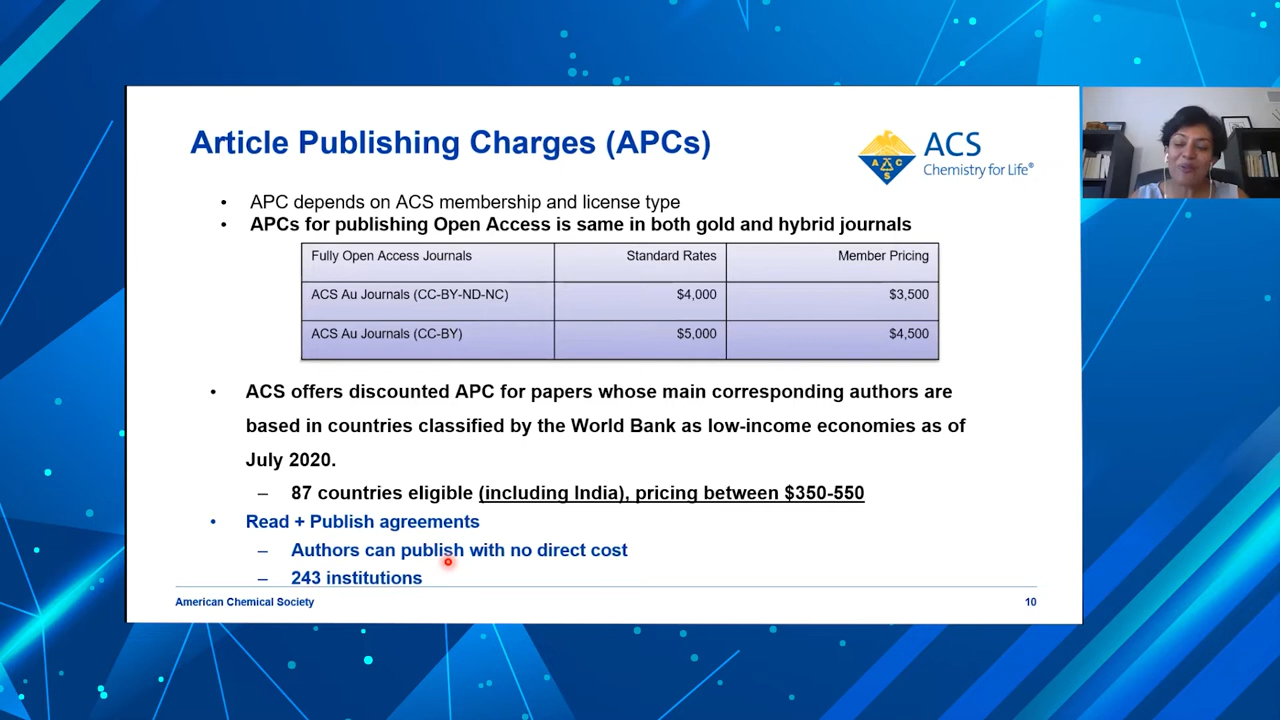 Article Publishing Charges (APCs)
A C S
ACS
Chemistry for Life®
• APC depends on ACS membership and license type
• APCs for publishing Open Access is same in both gold and hybrid journals
Fully Open Access Journals Standard Rates Member Pricing
ACS Au Journals (CC-BY-ND-NC) $4,000 $3,500
ACS Au Journals (CC-BY) $5,000 $4,500
• ACS offers discounted APC for papers whose main corresponding authors are
based in countries classified by the World Bank as low-income economies as of
July 2020.
– 87 countries eligible (including India), pricing between $350-550
• Read + Publish agreements
– Authors can publish with no direct cost
– 243 institutions
American Chemical Society 10